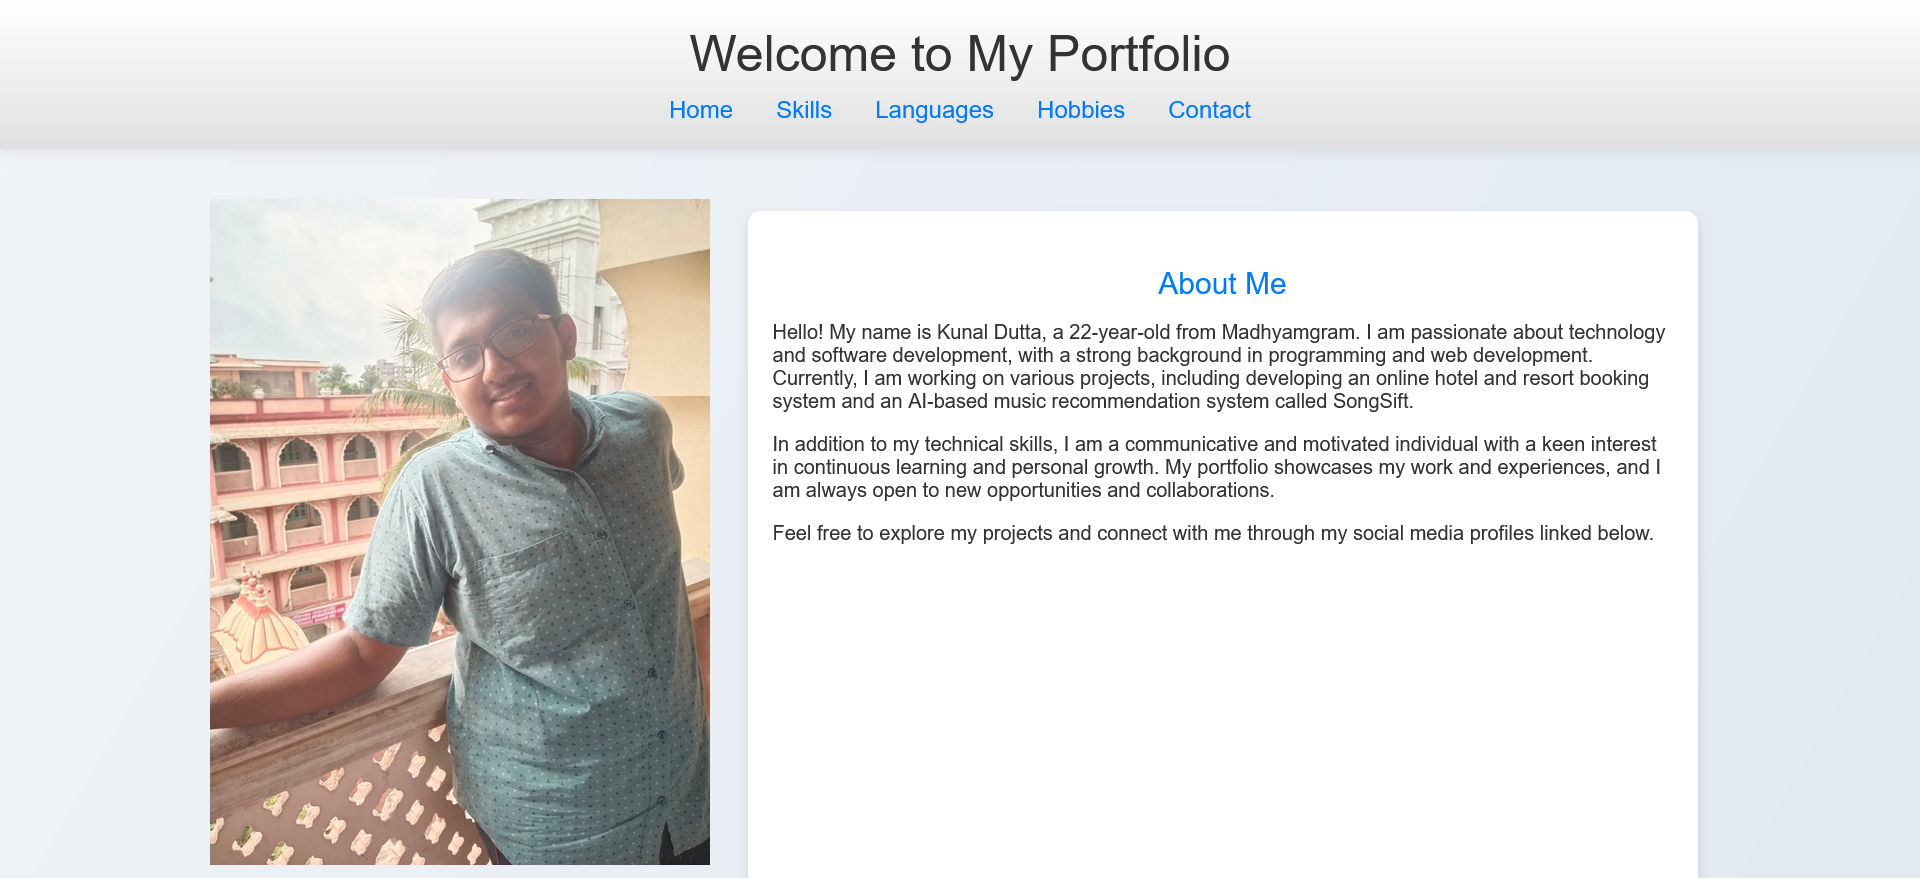 Welcome to My Portfolio
Home Skills Languages Hobbies Contact
About Me
Hello! My name is Kunal Dutta, a 22-year-old from Madhyamgram. I am passionate about technology
and software development, with a strong background in programming and web development.
Currently, I am working on various projects, including developing an online hotel and resort booking
system and an AI-based music recommendation system called SongSift.
In addition to my technical skills, I am a communicative and motivated individual with a keen interest
in continuous learning and personal growth. My portfolio showcases my work and experiences, and I
am always open to new opportunities and collaborations.
Feel free to explore my projects and connect with me through my social media profiles linked below.